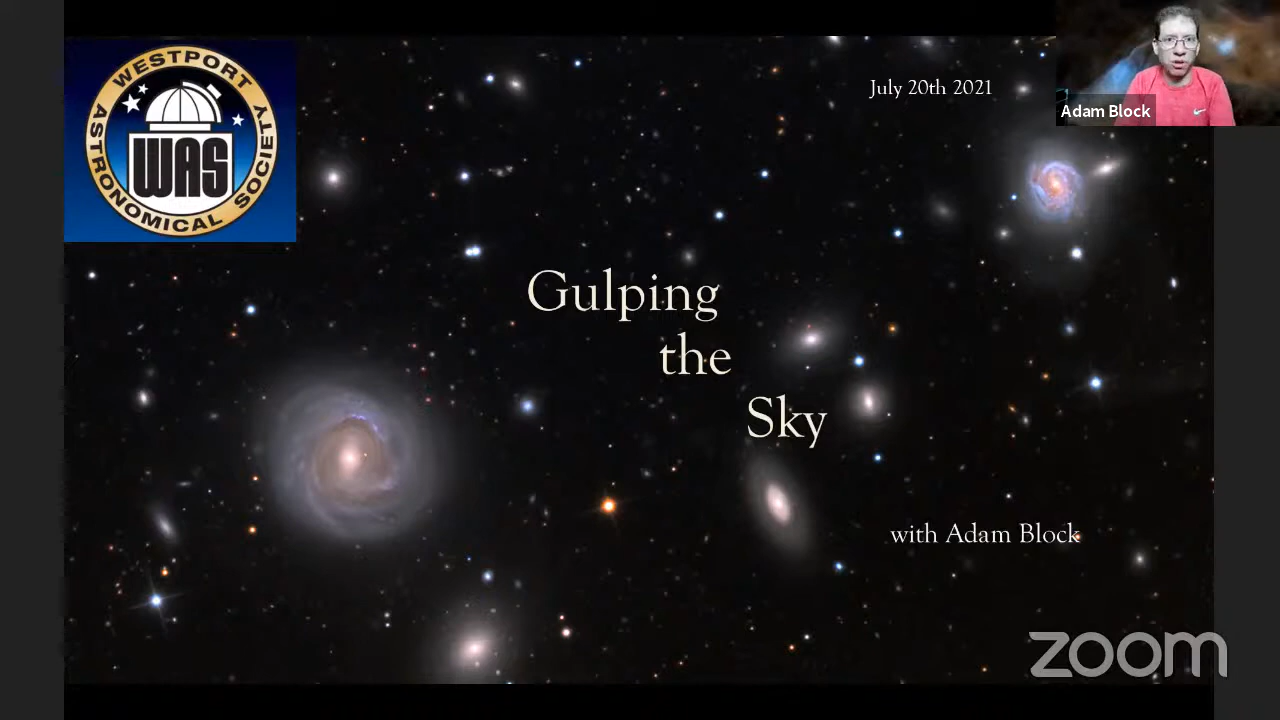 WESTPORT
ASTRONOMICAL SOCIETY
WAS
July 20th 2021
Adam Block
Gulping
the
Sky
with Adam Block
zoom